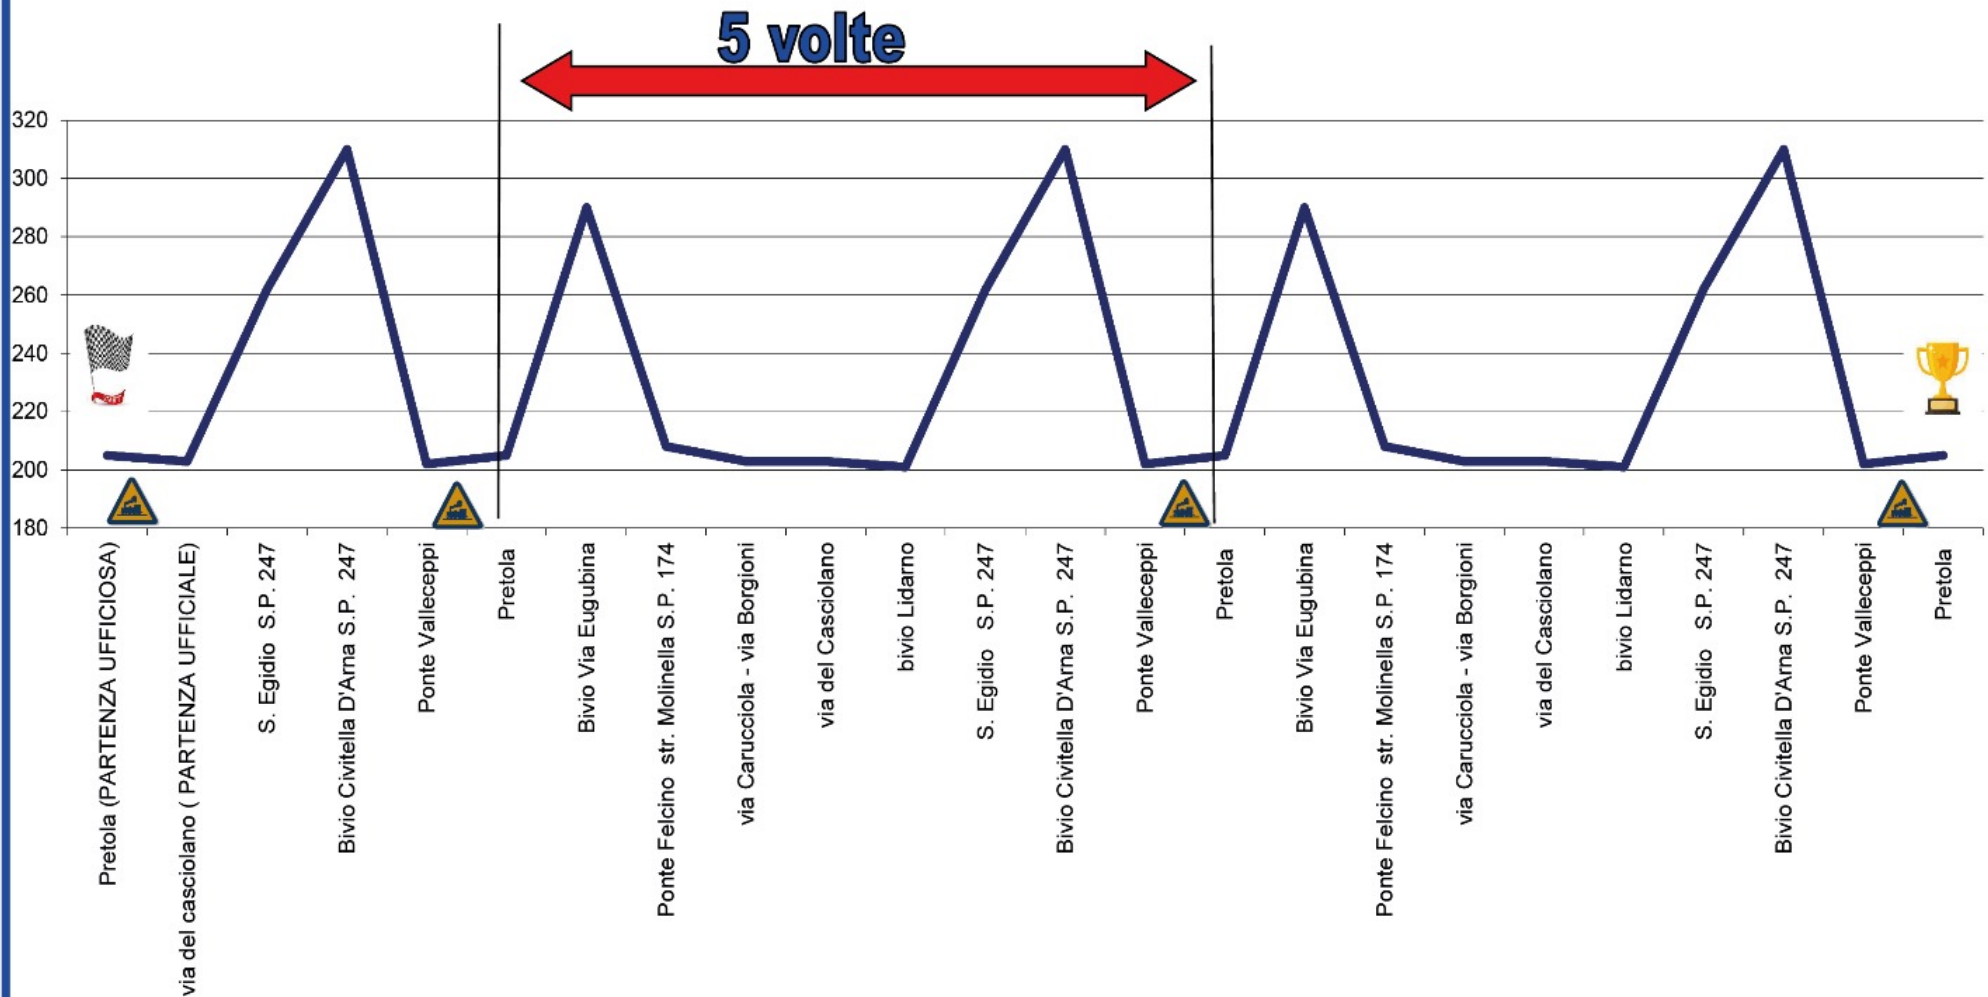 5 volte
320
300
280
260
240
220
200
180
Pretola (PARTENZA UFFICIOSA)
via del casciolano ( PARTENZA UFFICIALE)
S. Egidio S.P. 247
Bivio Civitella D'Arna S.P. 247
Ponte Valleceppi
Pretola
Bivio Via Eugubina
Ponte Felcino str. Molinella S.P. 174
via Carucciola - via Borgioni
via del Casciolano
bivio Lidarno
S. Egidio S.P. 247
Bivio Civitella D'Arna S.P. 247
Ponte Valleceppi
Pretola
Bivio Via Eugubina
Ponte Felcino str. Molinella S.P. 174
via Carucciola - via Borgioni
via del Casciolano
bivio Lidarno
S. Egidio S.P. 247
Bivio Civitella D'Arna S.P. 247
Ponte Valleceppi
Pretola